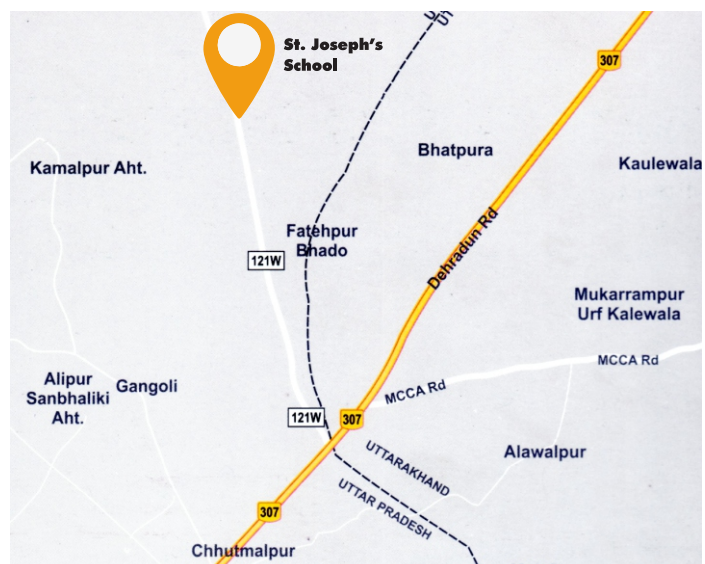 St. Joseph's
School
307
Bhatpura
Kamalpur Aht.
Kaulewala
Fatehpur
Bhado
Dehradun Rd
121W
Mukarrampur
Urf Kalewala
MCCA Rd
Alipur
Sanbhaliki
Aht.
Gangoli
MCCA Rd
121W
307
UTTARAKHAND
Alawalpur
UTTAR PRADESH
307
Chhutmalpur